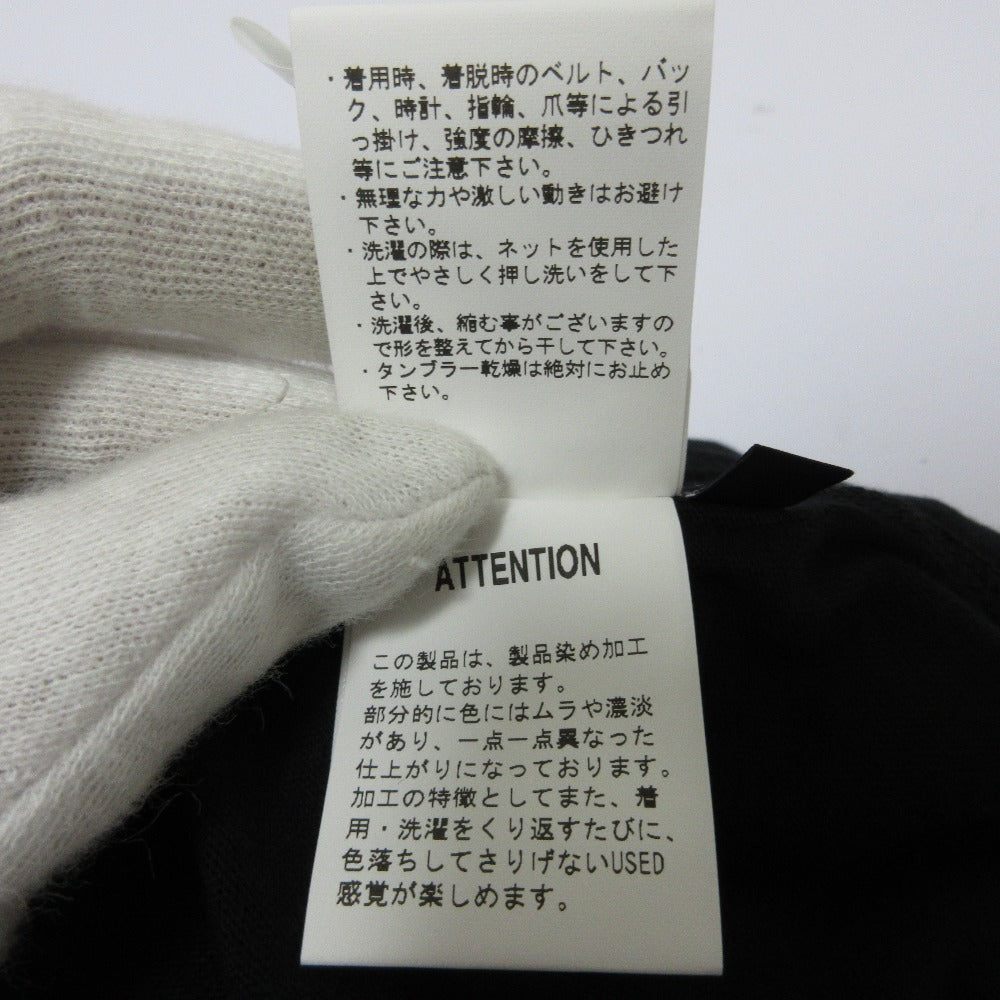 ・着用時、着脱時のベルト、バッ
ク、時計、指輪、爪等による引
っ掛け、強度の摩擦、ひきつれ
等にご注意下さい。
・無理な力や激しい動きはお避け
下さい。
・洗濯の際は、ネットを使用した
上でやさしく押し洗いをして下
さい。
・洗濯後、縮む事がございますの
で形を整えてから干して下さい。
・タンブラー乾燥は絶対にお止め
下さい。
ATTENTION
この製品は、製品染め加工
を施しております。
部分的に色にはムラや濃淡
があり、一点一点異なった
仕上がりになっております。
加工の特徴としてまた、着
用・洗濯をくり返すたびに、
色落ちしてさりげないUSED
感覚が楽しめます。